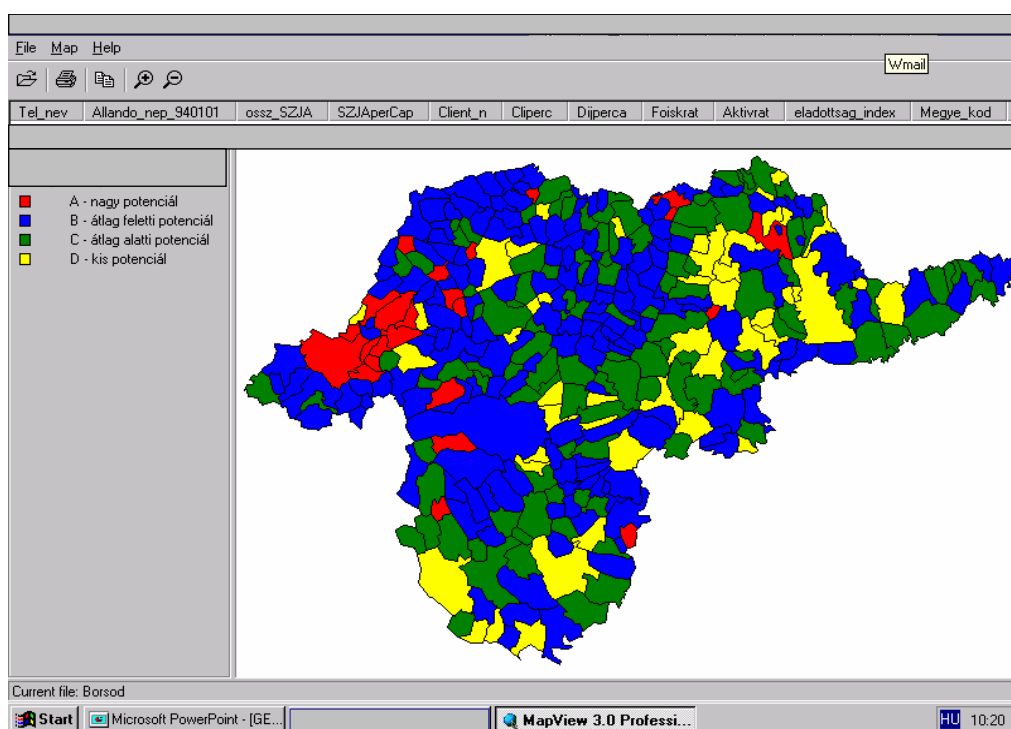 File Map Help
Wmail
Tel_nev Allando_nep_940101 ossz_SZJA SZJAperCap Client_n Cliperc Dijperca Foiskrat Aktivrat eladottsag_index Megye_kod
A - nagy potenciál
B - átlag feletti potenciál
C - átlag alatti potenciál
D - kis potenciál
Current file: Borsod
Start Microsoft PowerPoint - [GE... MapView 3.0 Professi... HU 10:20